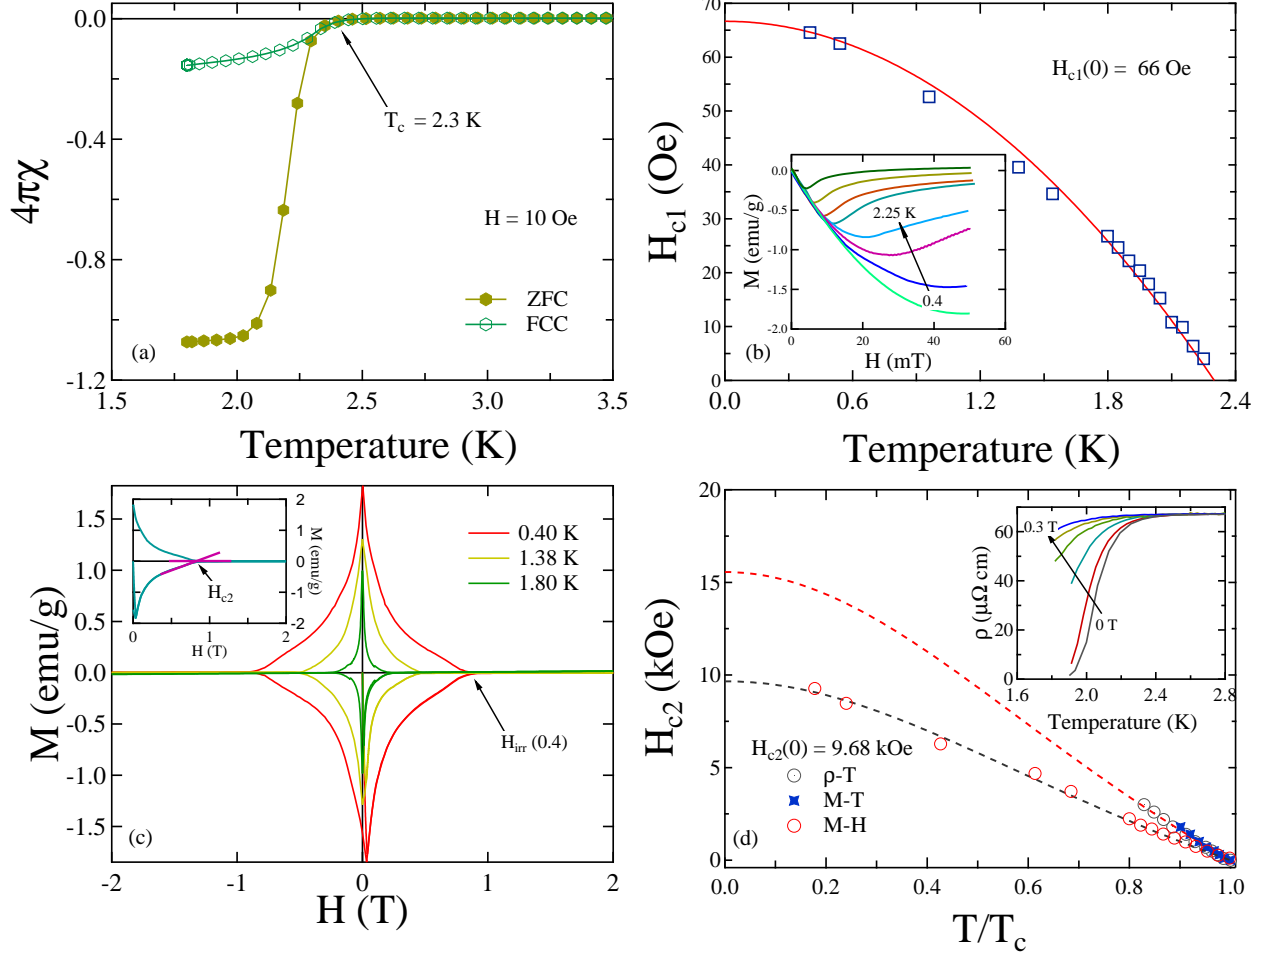 0.0
-0.4
-0.8
-1.2
4πχ
T_c = 2.3 K
H = 10 Oe
ZFC
FCC
(a)
1.5
2.0
2.5
3.0
3.5
Temperature (K)
70
60
50
40
30
20
10
0
H_c1 (Oe)
H_c1(0) = 66 Oe
0.0
-0.5
-1.0
-1.5
-2.0
M (emu/g)
2.25 K
0.4
0
20
40
60
H (mT)
(b)
0.0
0.6
1.2
1.8
2.4
Temperature (K)
1.5
1.0
0.5
0.0
-0.5
-1.0
-1.5
M (emu/g)
2
1
0
-1
-2
M (emu/g)
H_c2
0
1
2
H (T)
0.40 K
1.38 K
1.80 K
H_irr (0.4)
(c)
-2
-1
0
1
2
H (T)
20
15
10
5
0
H_c2 (kOe)
60
40
20
0
ρ (μΩ cm)
0.3 T
0 T
1.6
2.0
2.4
2.8
Temperature (K)
H_c2(0) = 9.68 kOe
ρ-T
M-T
M-H
(d)
0.0
0.2
0.4
0.6
0.8
1.0
T/T_c